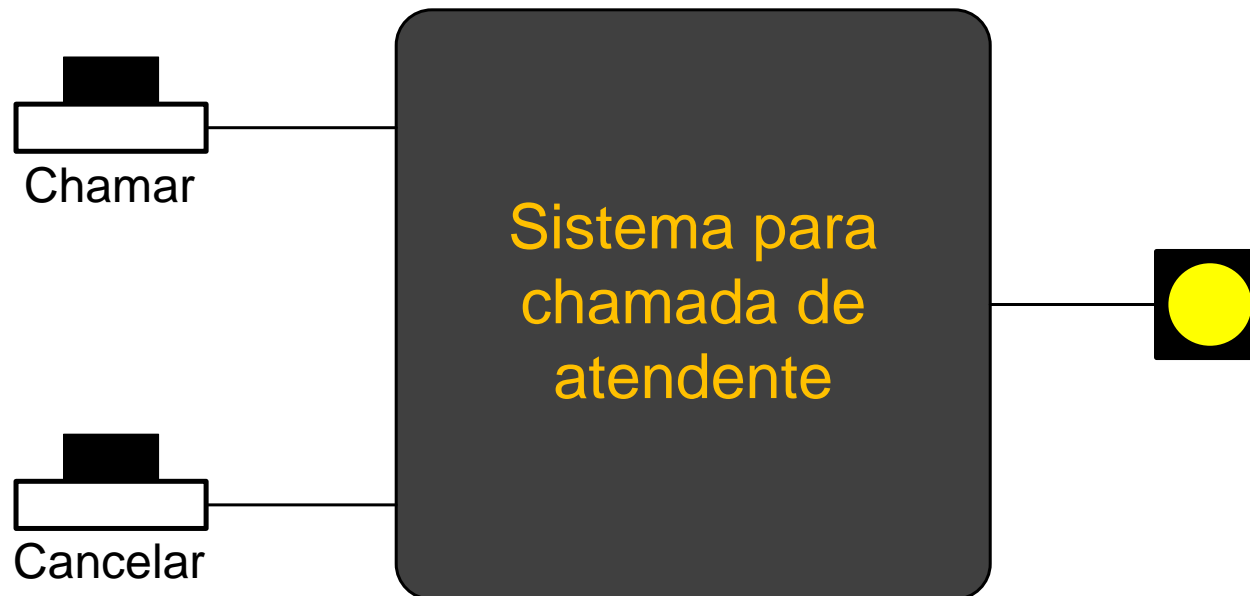 Chamar
Sistema para
chamada de
atendente
Cancelar